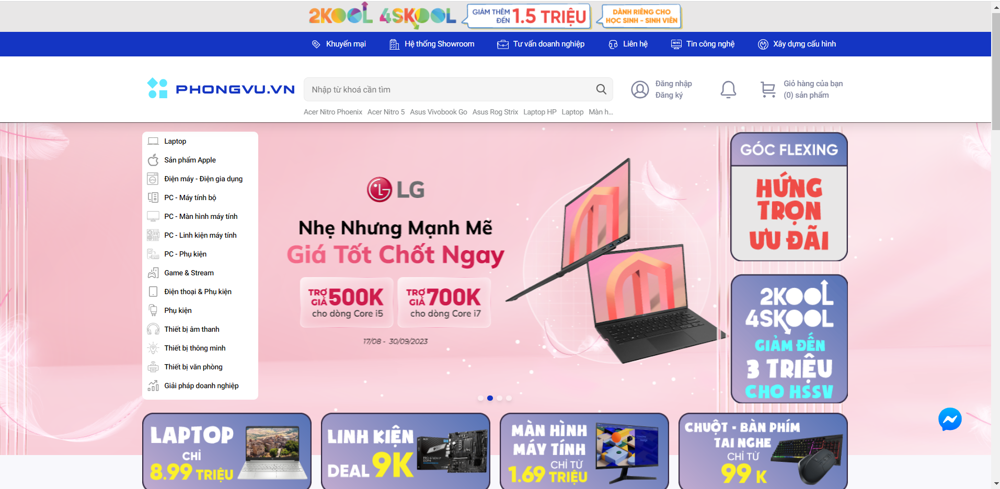 2KOOL 4SKOOL
GIẢM THÊM
ĐẾN 1.5 TRIỆU
DÀNH RIÊNG CHO
HỌC SINH - SINH VIÊN
Khuyến mại
Hệ thống Showroom
Tư vấn doanh nghiệp
Liên hệ
NEWS
Tin công nghệ
Xây dựng cấu hình
PHONGVU.VN
Nhập từ khoá cần tìm
Đăng nhập
Đăng ký
Giỏ hàng của bạn
(0) sản phẩm
Acer Nitro Phoenix Acer Nitro 5 Asus Vivobook Go Asus Rog Strix Laptop HP Laptop Màn h...
Laptop
Sản phẩm Apple
Điện máy - Điện gia dụng
PC - Máy tính bộ
PC - Màn hình máy tính
PC - Linh kiện máy tính
PC - Phụ kiện
Game & Stream
Điện thoại & Phụ kiện
Phụ kiện
Thiết bị âm thanh
Thiết bị thông minh
Thiết bị văn phòng
Giải pháp doanh nghiệp
LG
Nhẹ Nhưng Mạnh Mẽ
Giá Tốt Chốt Ngay
TRỢ GIÁ 500K
cho dòng Core i5
TRỢ GIÁ 700K
cho dòng Core i7
17/08 - 30/09/2023
GÓC FLEXING
HỨNG
TRỌN
ƯU ĐÃI
2KOOL
4SKOOL
GIẢM ĐẾN
3 TRIỆU
CHO HSSV
LAPTOP
CHỈ
8.99 TRIỆU
LINH KIỆN
DEAL 9K
MÀN HÌNH
MÁY TÍNH
CHỈ TỪ
1.69 TRIỆU
CHUỘT - BÀN PHÍM
TAI NGHE
CHỈ TỪ
99 K